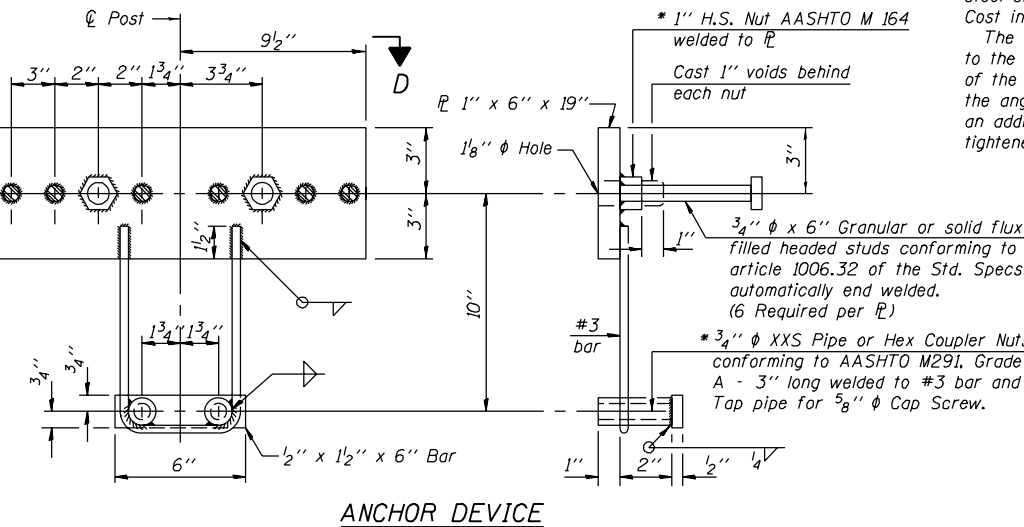 ℄ Post
9½"
D
3"
2"
2"
1¾"
3¾"
3"
3"
1½"
1¾"
1¾"
¾"
¾"
6"
½" x 1½" x 6" Bar
10"
* 1" H.S. Nut AASHTO M 164
welded to ⅊
Cast 1" voids behind
each nut
⅊ 1" x 6" x 19"
1⅛" ϕ Hole
3"
1"
¾" ϕ x 6" Granular or solid flux
filled headed studs conforming to
article 1006.32 of the Std. Specs.
automatically end welded.
(6 Required per ⅊)
#3
bar
* ¾" ϕ XXS Pipe or Hex Coupler Nuts
conforming to AASHTO M291, Grade
A - 3" long welded to #3 bar and
Tap pipe for ⅝" ϕ Cap Screw.
1"
2"
½"
¼
Cost in
The
to the
of the
the ang
an addi
tightene
ANCHOR DEVICE